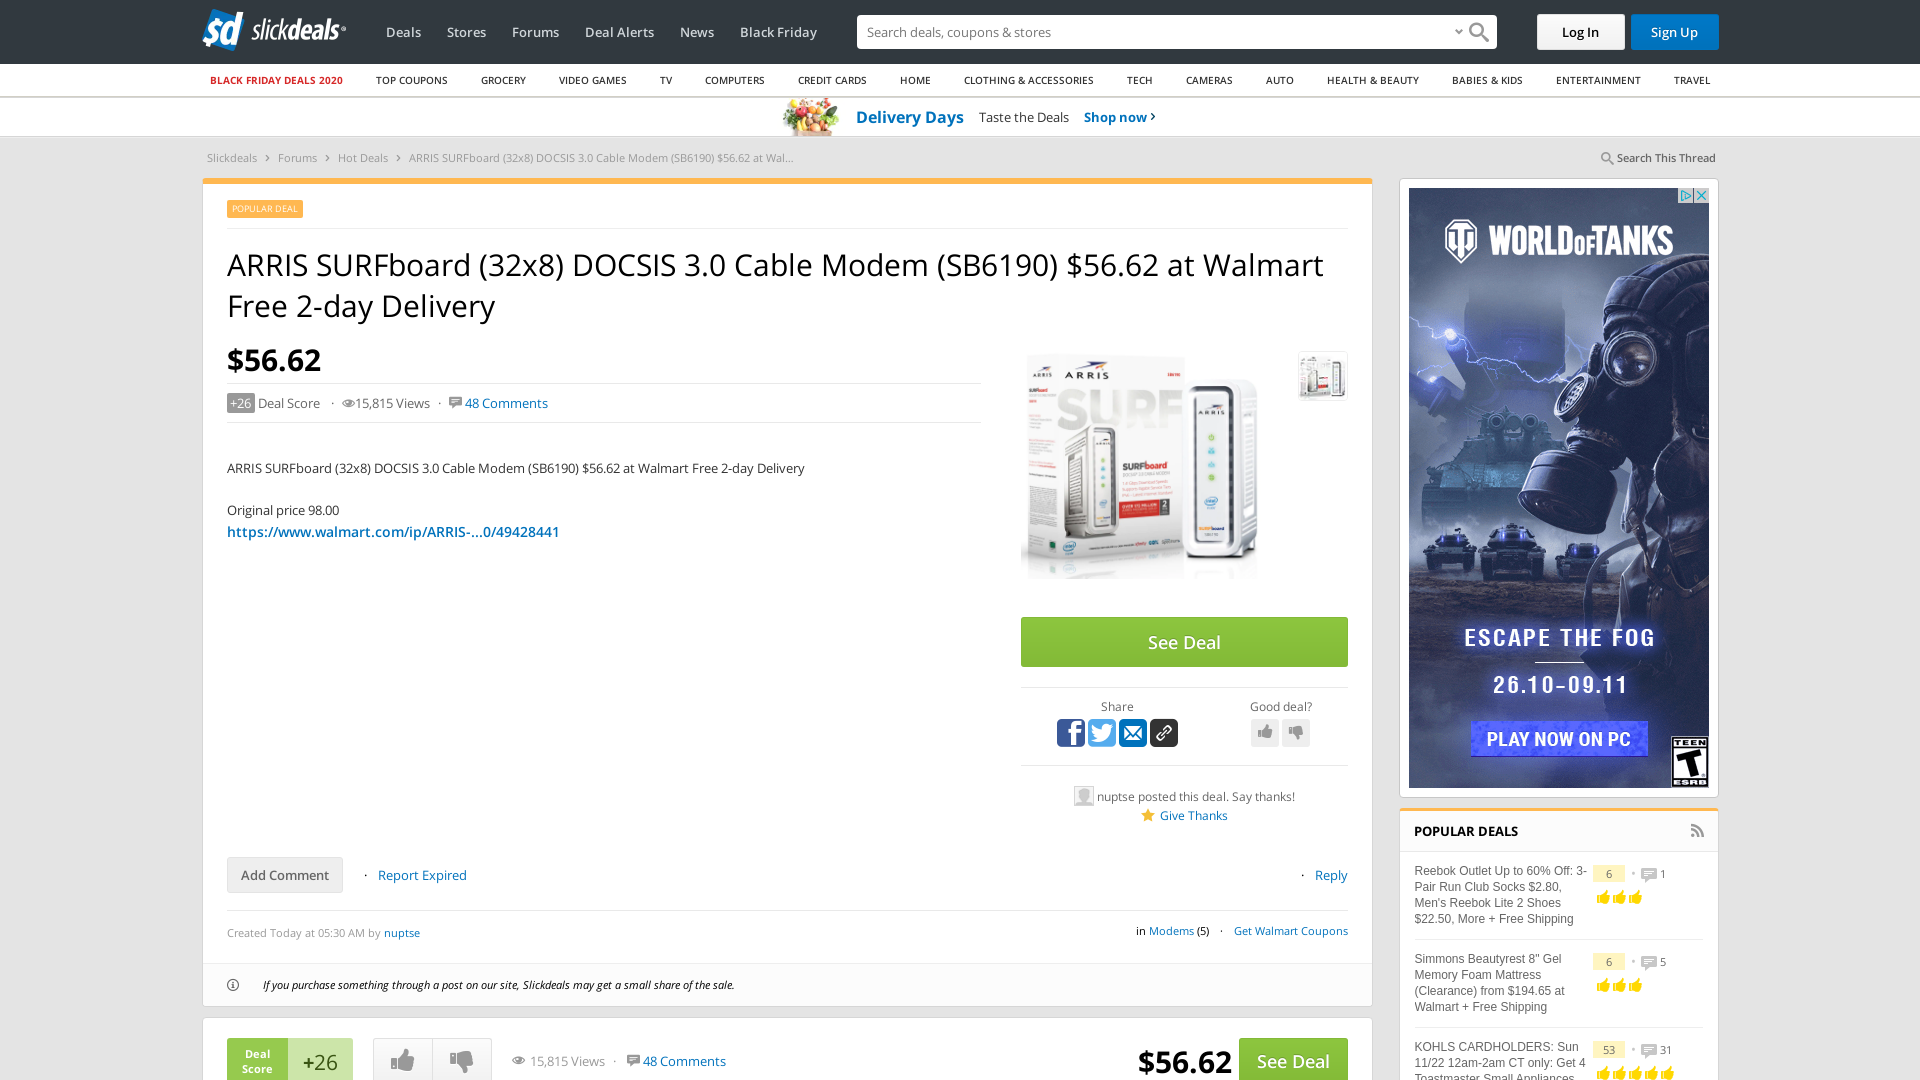 sd slickdeals
Deals
Stores
Forums
Deal Alerts
News
Black Friday
Search deals, coupons & stores
Log In
Sign Up
BLACK FRIDAY DEALS 2020
TOP COUPONS
GROCERY
VIDEO GAMES
TV
COMPUTERS
CREDIT CARDS
HOME
CLOTHING & ACCESSORIES
TECH
CAMERAS
AUTO
HEALTH & BEAUTY
BABIES & KIDS
ENTERTAINMENT
TRAVEL
Delivery Days Taste the Deals Shop now ›
Slickdeals › Forums › Hot Deals › ARRIS SURFboard (32x8) DOCSIS 3.0 Cable Modem (SB6190) $56.62 at Wal...
Search This Thread
POPULAR DEAL
ARRIS SURFboard (32x8) DOCSIS 3.0 Cable Modem (SB6190) $56.62 at Walmart
Free 2-day Delivery
$56.62
+26 Deal Score · 15,815 Views · 48 Comments
ARRIS SURFboard (32x8) DOCSIS 3.0 Cable Modem (SB6190) $56.62 at Walmart Free 2-day Delivery
Original price 98.00
https://www.walmart.com/ip/ARRIS-...0/49428441
ARRIS
ARRIS
SURF
ARRIS
SURFboard
See Deal
Share
Good deal?
nuptse posted this deal. Say thanks!
Give Thanks
Add Comment · Report Expired
· Reply
Created Today at 05:30 AM by nuptse
in Modems (5) · Get Walmart Coupons
If you purchase something through a post on our site, Slickdeals may get a small share of the sale.
Deal
Score
+26
15,815 Views · 48 Comments
$56.62
See Deal
WORLD OF TANKS
ESCAPE THE FOG
26.10-09.11
PLAY NOW ON PC
TEEN
T
ESRB
POPULAR DEALS
Reebok Outlet Up to 60% Off: 3-
Pair Run Club Socks $2.80,
Men's Reebok Lite 2 Shoes
$22.50, More + Free Shipping
6 • 1
Simmons Beautyrest 8" Gel
Memory Foam Mattress
(Clearance) from $194.65 at
Walmart + Free Shipping
6 • 5
KOHLS CARDHOLDERS: Sun
11/22 12am-2am CT only: Get 4
Toastmaster Small Appliances
53 • 31